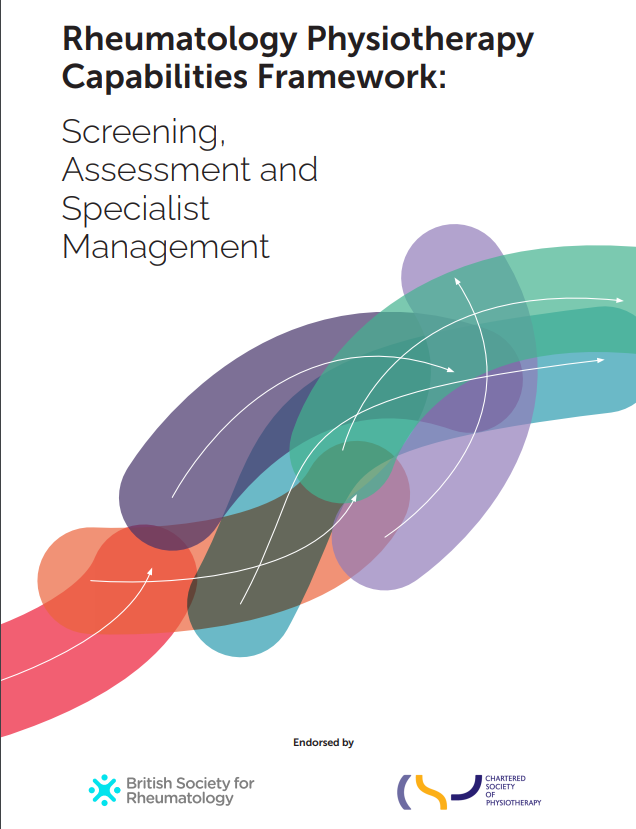 Rheumatology Physiotherapy
Capabilities Framework:
Screening,
Assessment and
Specialist
Management
Endorsed by
British Society for
Rheumatology
CHARTERED
SOCIETY
OF
PHYSIOTHERAPY